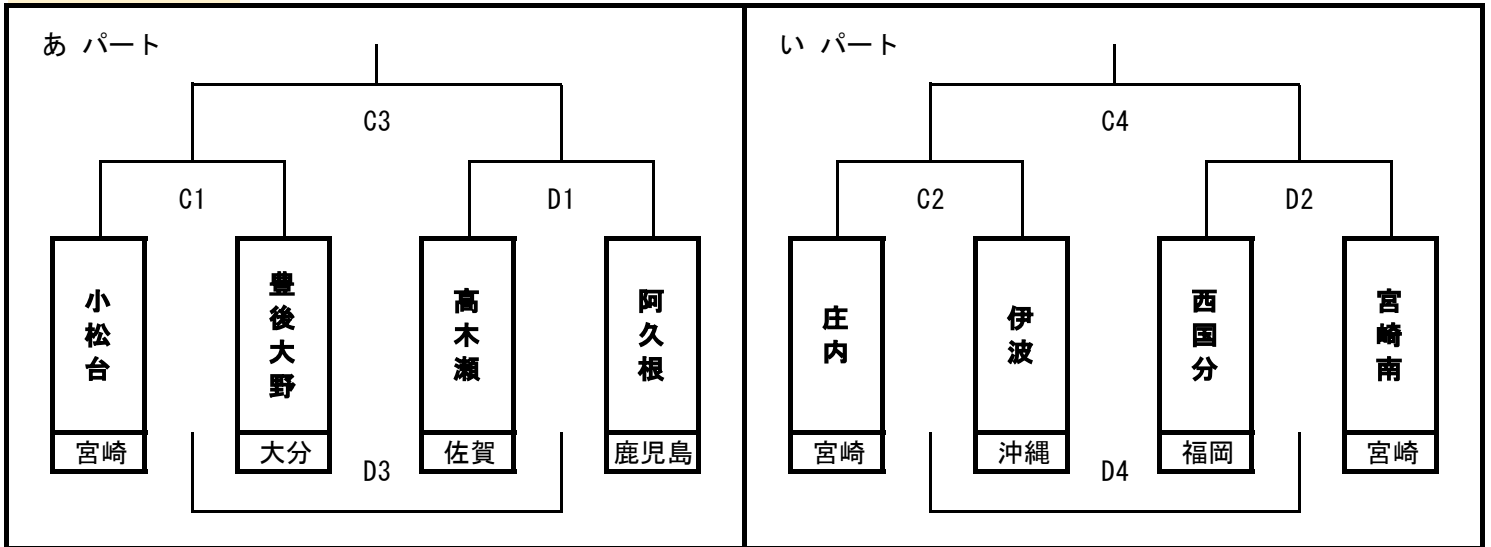 あ パート
C3
C1
D1
小松台
豊後大野
高木瀬
阿久根
宮崎
大分
佐賀
鹿児島
D3
い パート
C4
C2
D2
庄内
伊波
西国分
宮崎南
宮崎
沖縄
福岡
宮崎
D4